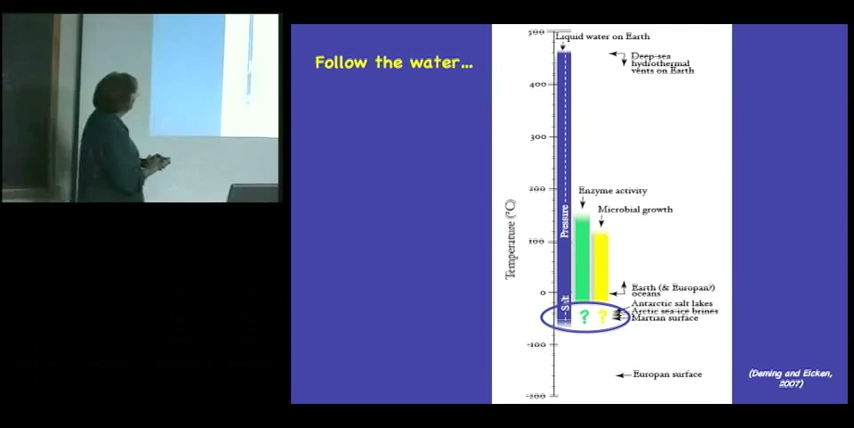 Follow the water...
500
Liquid water on Earth
Deep-sea
hydrothermal
vents on Earth
400
300
200
Enzyme activity
Microbial growth
Temperature (°C)
Pressure
100
0
Salt
Earth (& Europan?)
oceans
Antarctic salt lakes
Arctic sea-ice brines
Martian surface
? ?
-100
Europan surface
-200
(Deming and Eicken,
2007)